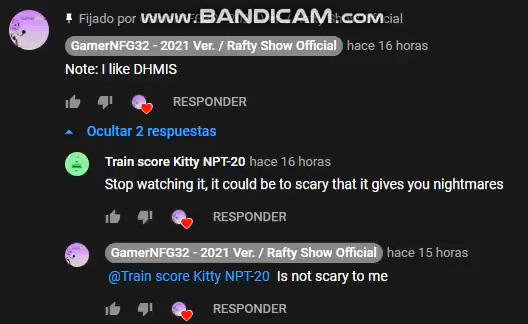 Fijado por
www.BANDICAM.com
/ Rafty Show Official
GamerNFG32 - 2021 Ver. / Rafty Show Official hace 16 horas
Note: I like DHMIS
RESPONDER
Ocultar 2 respuestas
Train score Kitty NPT-20 hace 16 horas
Stop watching it, it could be to scary that it gives you nightmares
RESPONDER
GamerNFG32 - 2021 Ver. / Rafty Show Official hace 15 horas
@Train score Kitty NPT-20 Is not scary to me
RESPONDER